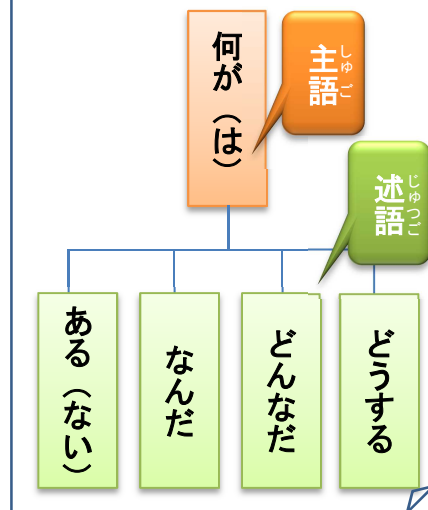 何が（は）
主語
しゅご
述語
じゅつご
どうする
どんなだ
なんだ
ある（ない）